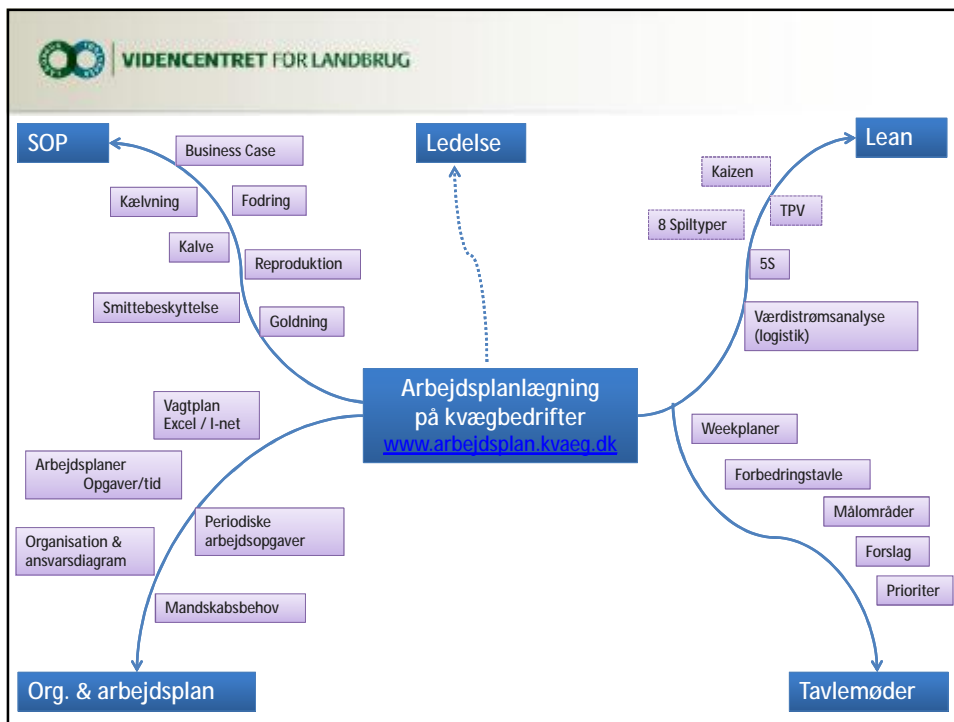 VIDENCENTRET FOR LANDBRUG
SOP
Ledelse
Lean
Business Case
Kælvning
Fodring
Kalve
Reproduktion
Smittebeskyttelse
Goldning
Kaizen
TPV
8 Spiltyper
5S
Værdistrømsanalyse
(logistik)
Arbejdsplanlægning
på kvægbedrifter
www.arbejdsplan.kvaeg.dk
Vagtplan
Excel / I-net
Arbejdsplaner
Opgaver/tid
Periodiske
arbejdsopgaver
Organisation &
ansvarsdiagram
Mandskabsbehov
Weekplaner
Forbedringstavle
Målområder
Forslag
Prioriter
Org. & arbejdsplan
Tavlemøder